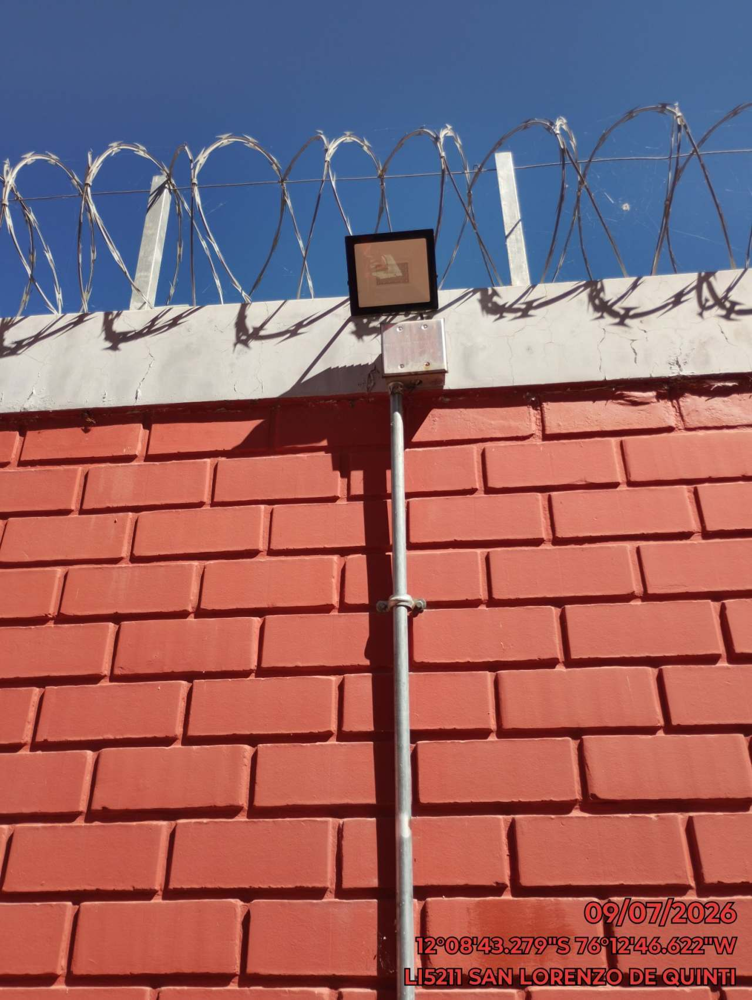 09/07/2026
12°08'43.279"S 76°12'46.622"W
LI5211 SAN LORENZO DE QUINTI